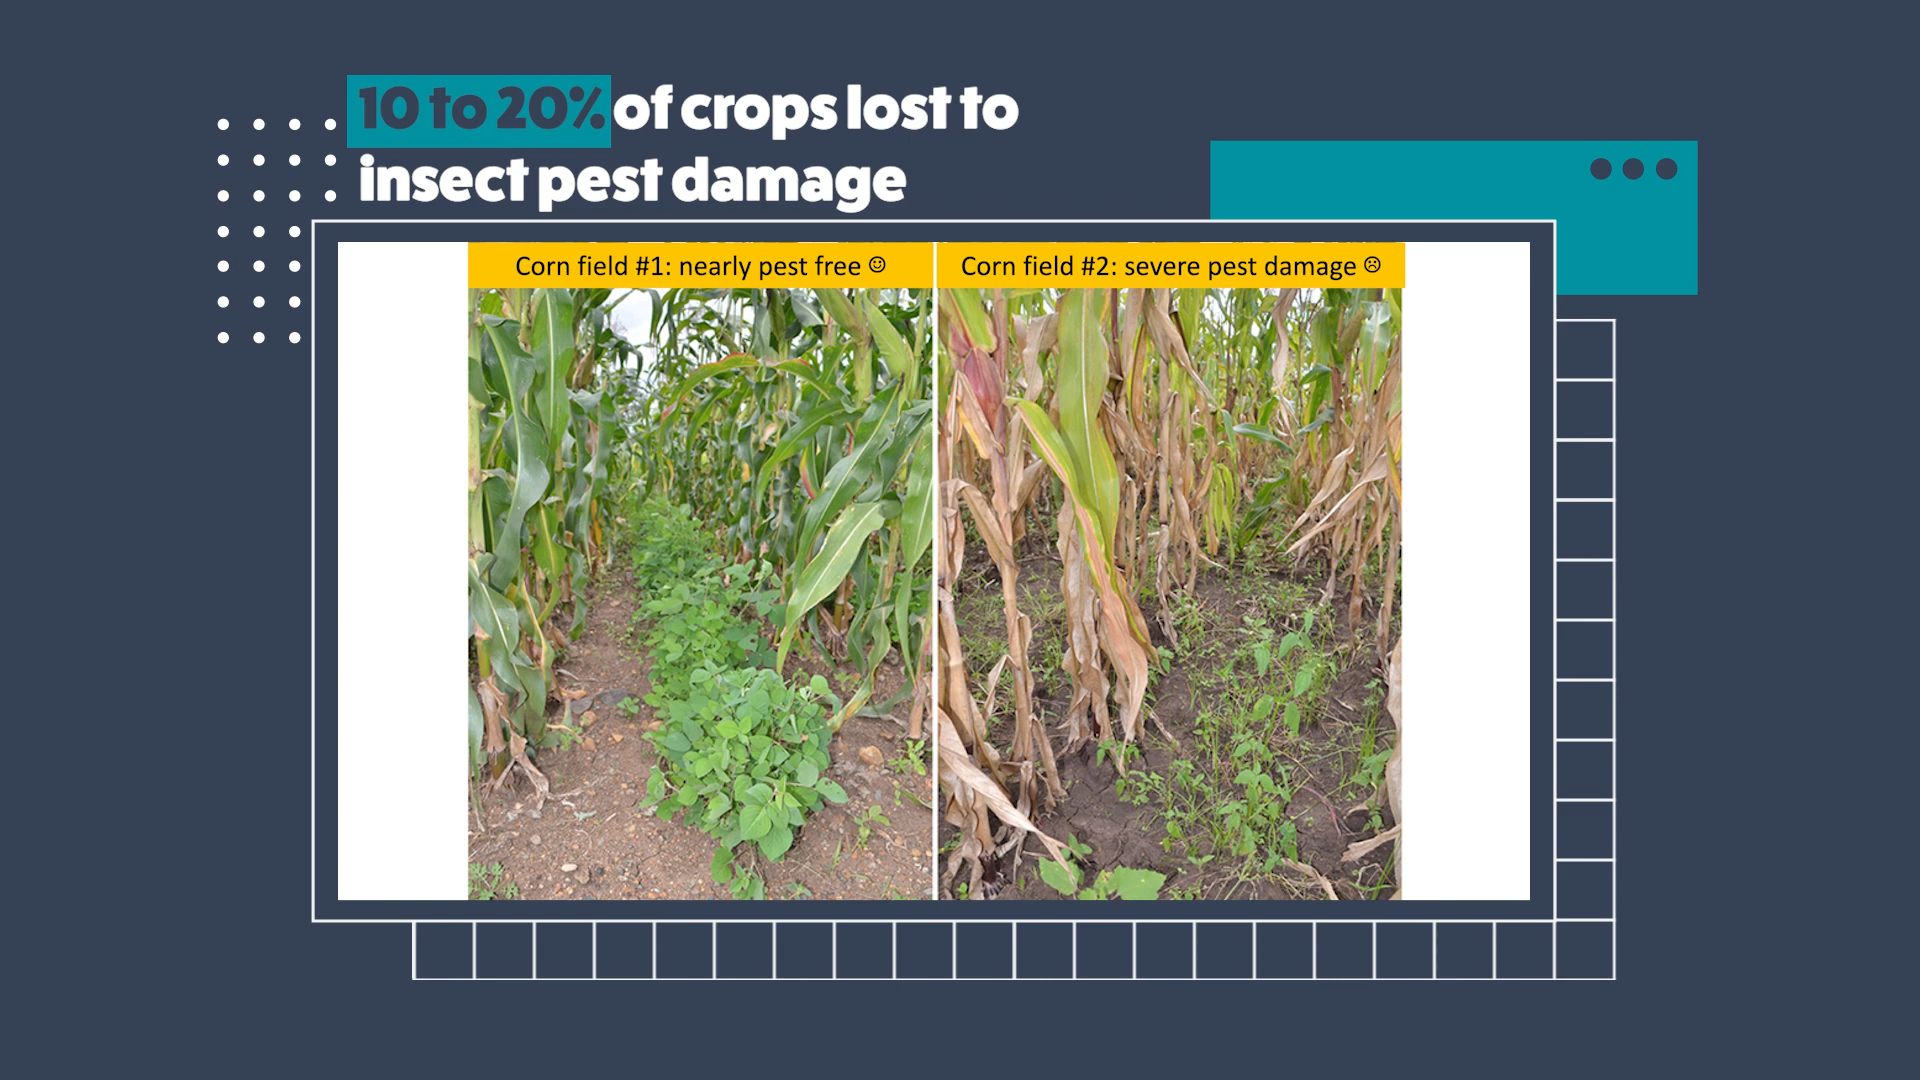 10 to 20% of crops lost to
insect pest damage
Corn field #1: nearly pest free ☺
Corn field #2: severe pest damage ☹